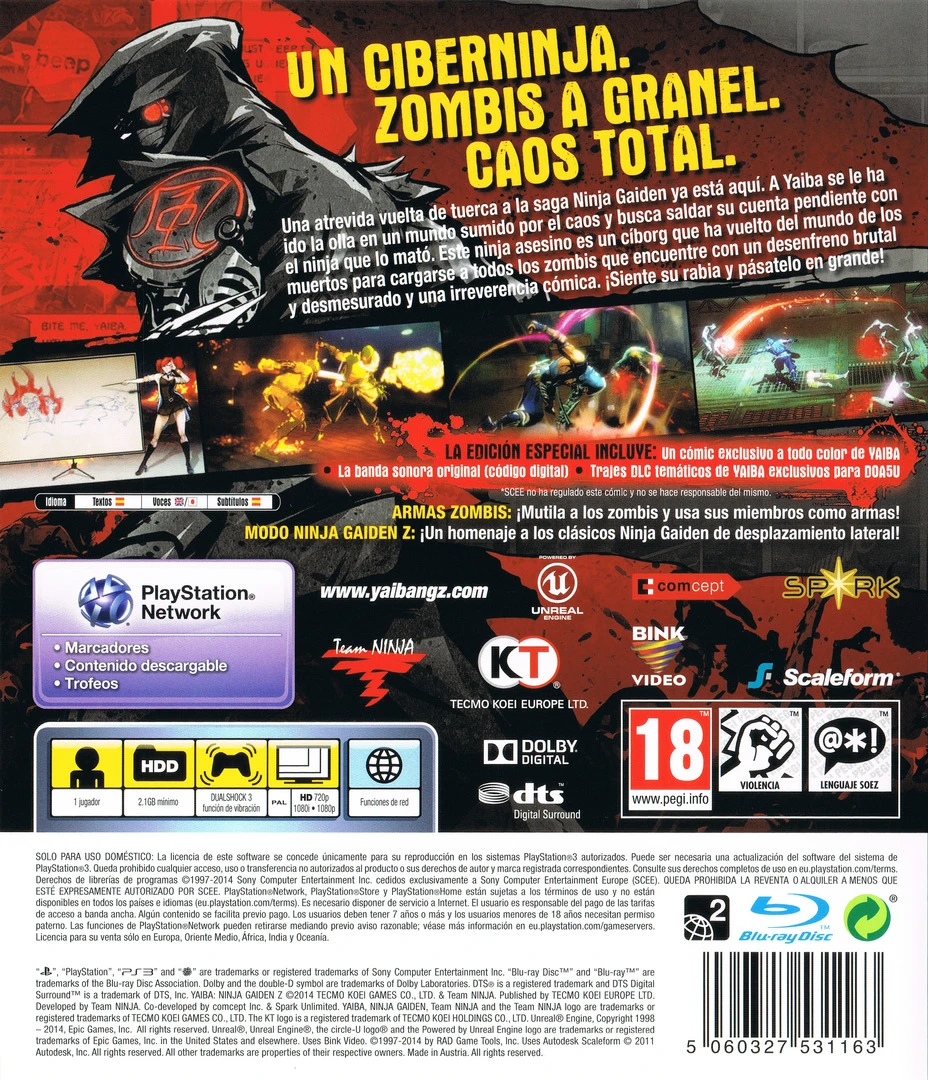 beep
UN CIBERNINJA.
ZOMBIS A GRANEL.
CAOS TOTAL.
Una atrevida vuelta de tuerca a la saga Ninja Gaiden ya está aquí. A Yaiba se le ha
ido la olla en un mundo sumido por el caos y busca saldar su cuenta pendiente con
el ninja que lo mató. Este ninja asesino es un cíborg que ha vuelto del mundo de los
muertos para cargarse a todos los zombis que encuentre con un desenfreno brutal
y desmesurado y una irreverencia cómica. ¡Siente su rabia y pásatelo en grande!
BITE ME, YAIBA
LA EDICIÓN ESPECIAL INCLUYE: Un cómic exclusivo a todo color de YAIBA
• La banda sonora original (código digital) • Trajes DLC temáticos de YAIBA exclusivos para DOA5U
*SCEE no ha regulado este cómic y no se hace responsable del mismo.
Idioma Textos Voces / Subtítulos
ARMAS ZOMBIS: ¡Mutila a los zombis y usa sus miembros como armas!
MODO NINJA GAIDEN Z: ¡Un homenaje a los clásicos Ninja Gaiden de desplazamiento lateral!
PlayStation®
Network
• Marcadores
• Contenido descargable
• Trofeos
www.yaibangz.com
POWERED BY
UNREAL
ENGINE
comcept
SPARK
Team NINJA
KT®
TECMO KOEI EUROPE LTD.
BINK
VIDEO
Scaleform®
1 jugador
HDD
2.1GB mínimo
DUALSHOCK 3
función de vibración
PAL
HD 720p
1080i • 1080p
Funciones de red
DOLBY
DIGITAL
dts
Digital Surround
18
www.pegi.info
VIOLENCIA
@*!
LENGUAJE SOEZ
SOLO PARA USO DOMÉSTICO: La licencia de este software se concede únicamente para su reproducción en los sistemas PlayStation®3 autorizados. Puede ser necesaria una actualización del software del sistema de
PlayStation®3. Queda prohibido cualquier acceso, uso o transferencia no autorizados al producto o sus derechos de autor y marca registrada correspondientes. Consulte sus derechos completos de uso en eu.playstation.com/terms.
Derechos de librerías de programas ©1997-2014 Sony Computer Entertainment Inc. cedidos exclusivamente a Sony Computer Entertainment Europe (SCEE). QUEDA PROHIBIDA LA REVENTA O ALQUILER A MENOS QUE
ESTÉ EXPRESAMENTE AUTORIZADO POR SCEE. PlayStation®Network, PlayStation®Store y PlayStation®Home están sujetas a los términos de uso y no están
disponibles en todos los países e idiomas (eu.playstation.com/terms). Es necesario disponer de servicio a Internet. El usuario es responsable del pago de las tarifas
de acceso a banda ancha. Algún contenido se facilita previo pago. Los usuarios deben tener 7 años o más y los usuarios menores de 18 años necesitan permiso
paterno. Las funciones de PlayStation®Network pueden retirarse mediando previo aviso razonable; véase más información en eu.playstation.com/gameservers.
Licencia para su venta sólo en Europa, Oriente Medio, África, India y Oceanía.
2
Blu-ray Disc™
"PlayStation", "PS3" and " " are trademarks or registered trademarks of Sony Computer Entertainment Inc. "Blu-ray Disc™" and "Blu-ray™" are
trademarks of the Blu-ray Disc Association. Dolby and the double-D symbol are trademarks of Dolby Laboratories. DTS® is a registered trademark and DTS Digital
Surround™ is a trademark of DTS, Inc. YAIBA: NINJA GAIDEN Z ©2014 TECMO KOEI GAMES CO., LTD. & Team NINJA. Published by TECMO KOEI EUROPE LTD.
Developed by Team NINJA. Co-developed by comcept Inc. & Spark Unlimited. YAIBA, NINJA GAIDEN, Team NINJA and the Team NINJA logo are trademarks or
registered trademarks of TECMO KOEI GAMES CO., LTD. The KT logo is a registered trademark of TECMO KOEI HOLDINGS CO., LTD. Unreal® Engine, Copyright 1998
– 2014, Epic Games, Inc. All rights reserved. Unreal®, Unreal Engine®, the circle-U logo® and the Powered by Unreal Engine logo are trademarks or registered trademarks
of Epic Games, Inc. in the United States and elsewhere. Uses Bink Video. ©1997-2014 by RAD Game Tools, Inc. Uses Autodesk Scaleform © 2011
Autodesk, Inc. All rights reserved. All other trademarks are properties of their respective owners. Made in Austria. All rights reserved.
5 060327 531163